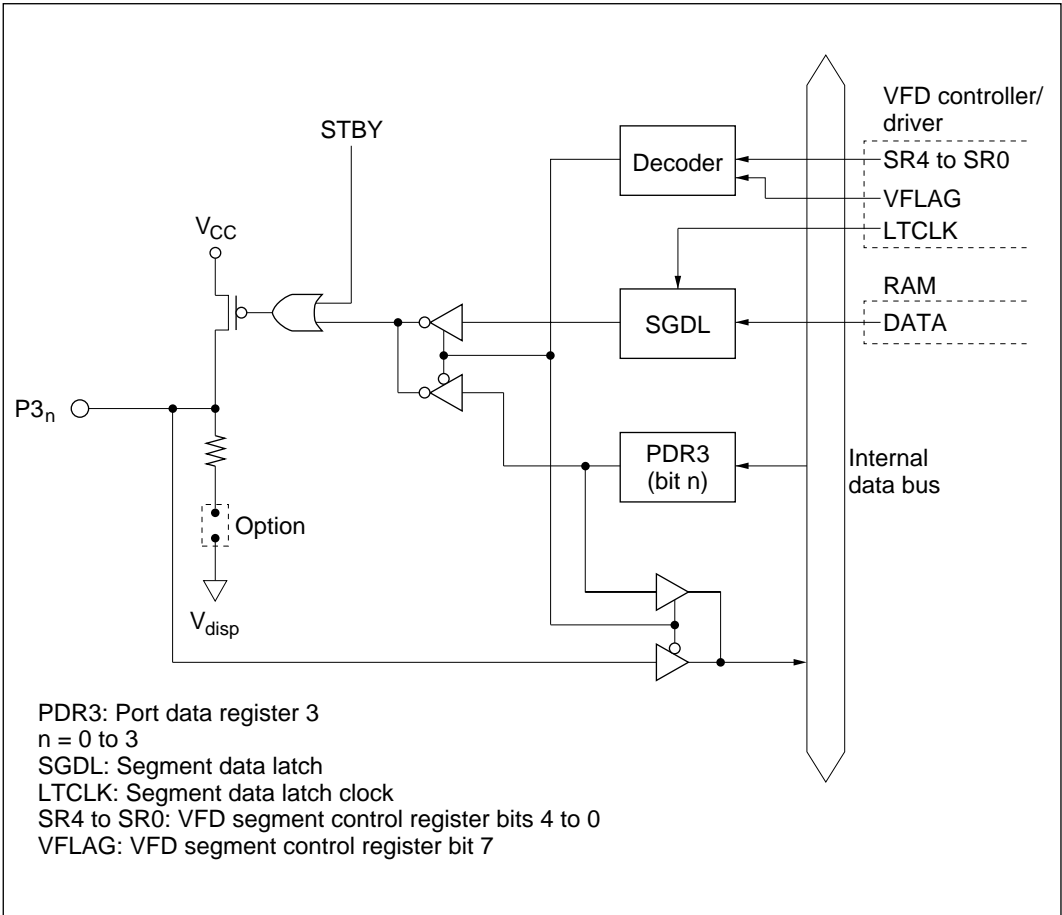 VFD controller/
driver
STBY
Decoder
SR4 to SR0
VFLAG
VCC
LTCLK
RAM
SGDL
DATA
P3n
PDR3
(bit n)
Internal
data bus
Option
Vdisp
PDR3: Port data register 3
n = 0 to 3
SGDL: Segment data latch
LTCLK: Segment data latch clock
SR4 to SR0: VFD segment control register bits 4 to 0
VFLAG: VFD segment control register bit 7